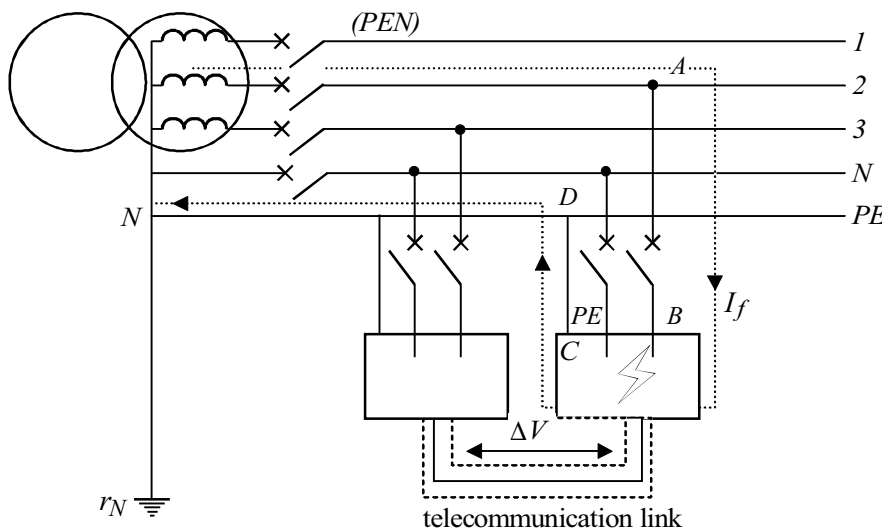 (PEN)
1
A
2
3
N
D
N
PE
PE
B
I_f
C
ΔV
r_N
telecommunication link